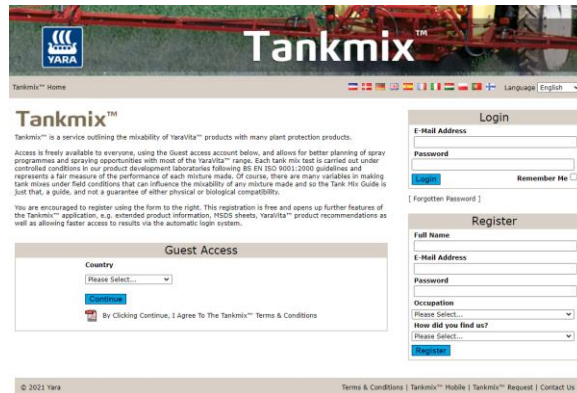 YARA
Tankmix™
Tankmix™ Home
Language English
Tankmix™
Tankmix™ is a service outlining the mixability of YaraVita™ products with many plant protection products.
Access is freely available to everyone, using the Guest access account below, and allows for better planning of spray
programmes and spraying opportunities with most of the YaraVita™ range. Each tank mix test is carried out under
controlled conditions in our product development laboratories following BS EN ISO 9001:2000 guidelines and
represents a fair measure of the performance of each mixture made. Of course, there are many variables in making
tank mixes under field conditions that can influence the mixability of any mixture made and so the Tank Mix Guide is
just that, a guide, and not a guarantee of either physical or biological compatibility.
You are encouraged to register using the form to the right. This registration is free and opens up further features of
the Tankmix™ application, e.g. extended product information, MSDS sheets, YaraVita™ product recommendations as
well as allowing faster access to results via the automatic login system.
Guest Access
Country
Please Select...
Continue
By Clicking Continue, I Agree To The Tankmix™ Terms & Conditions
Login
E-Mail Address
Password
Login
Remember Me
[ Forgotten Password ]
Register
Full Name
E-Mail Address
Password
Occupation
Please Select...
How did you find us?
Please Select...
Register
© 2021 Yara
Terms & Conditions | Tankmix™ Mobile | Tankmix™ Request | Contact Us